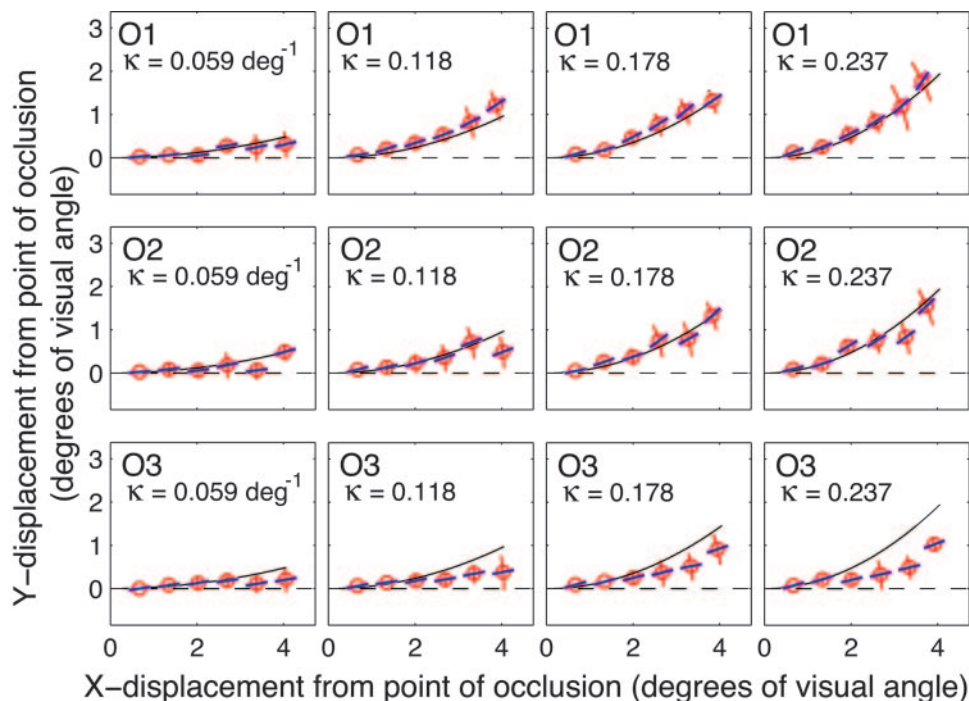 Y−displacement from point of occlusion
(degrees of visual angle)
O1
κ = 0.059 deg⁻¹
O1
κ = 0.118
O1
κ = 0.178
O1
κ = 0.237
3
2
1
0
O2
κ = 0.059 deg⁻¹
O2
κ = 0.118
O2
κ = 0.178
O2
κ = 0.237
3
2
1
0
O3
κ = 0.059 deg⁻¹
O3
κ = 0.118
O3
κ = 0.178
O3
κ = 0.237
3
2
1
0
0 2 4 0 2 4 0 2 4 0 2 4
X−displacement from point of occlusion (degrees of visual angle)